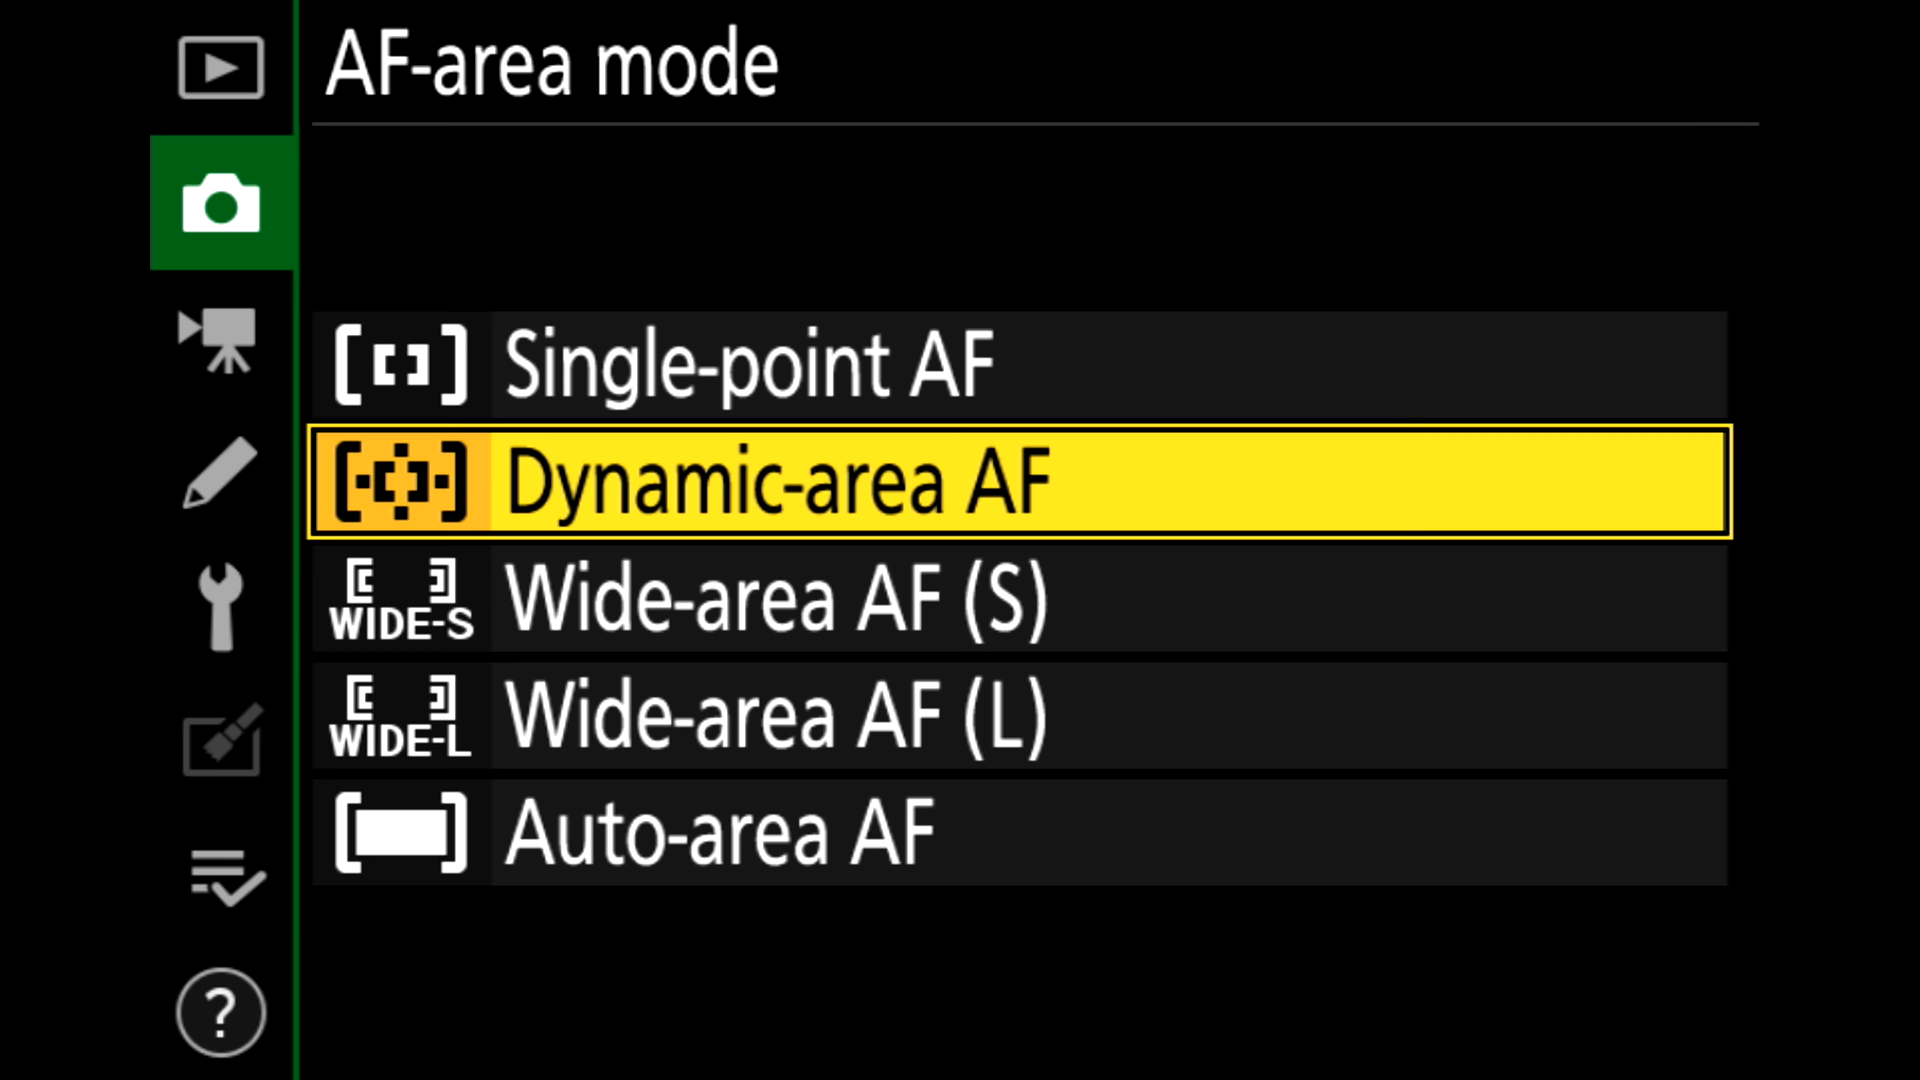 AF-area mode
Single-point AF
Dynamic-area AF
WIDE-S Wide-area AF (S)
WIDE-L Wide-area AF (L)
Auto-area AF
?